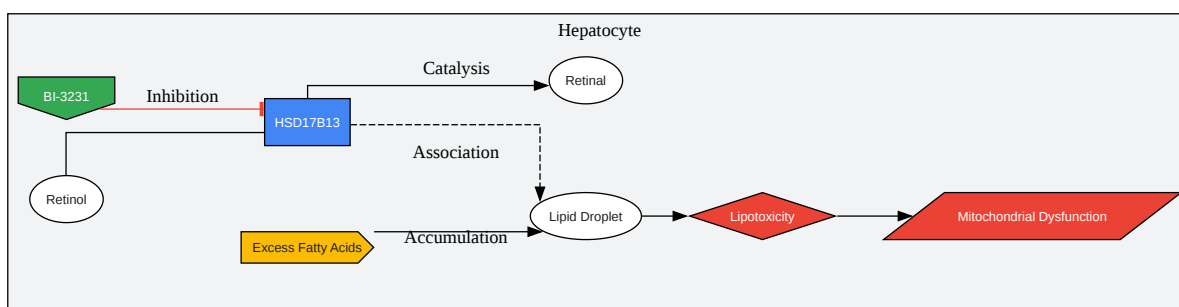 Hepatocyte
Catalysis
Retinal
BI-3231
Inhibition
HSD17B13
Association
Retinol
Lipid Droplet
Lipotoxicity
Mitochondrial Dysfunction
Excess Fatty Acids
Accumulation